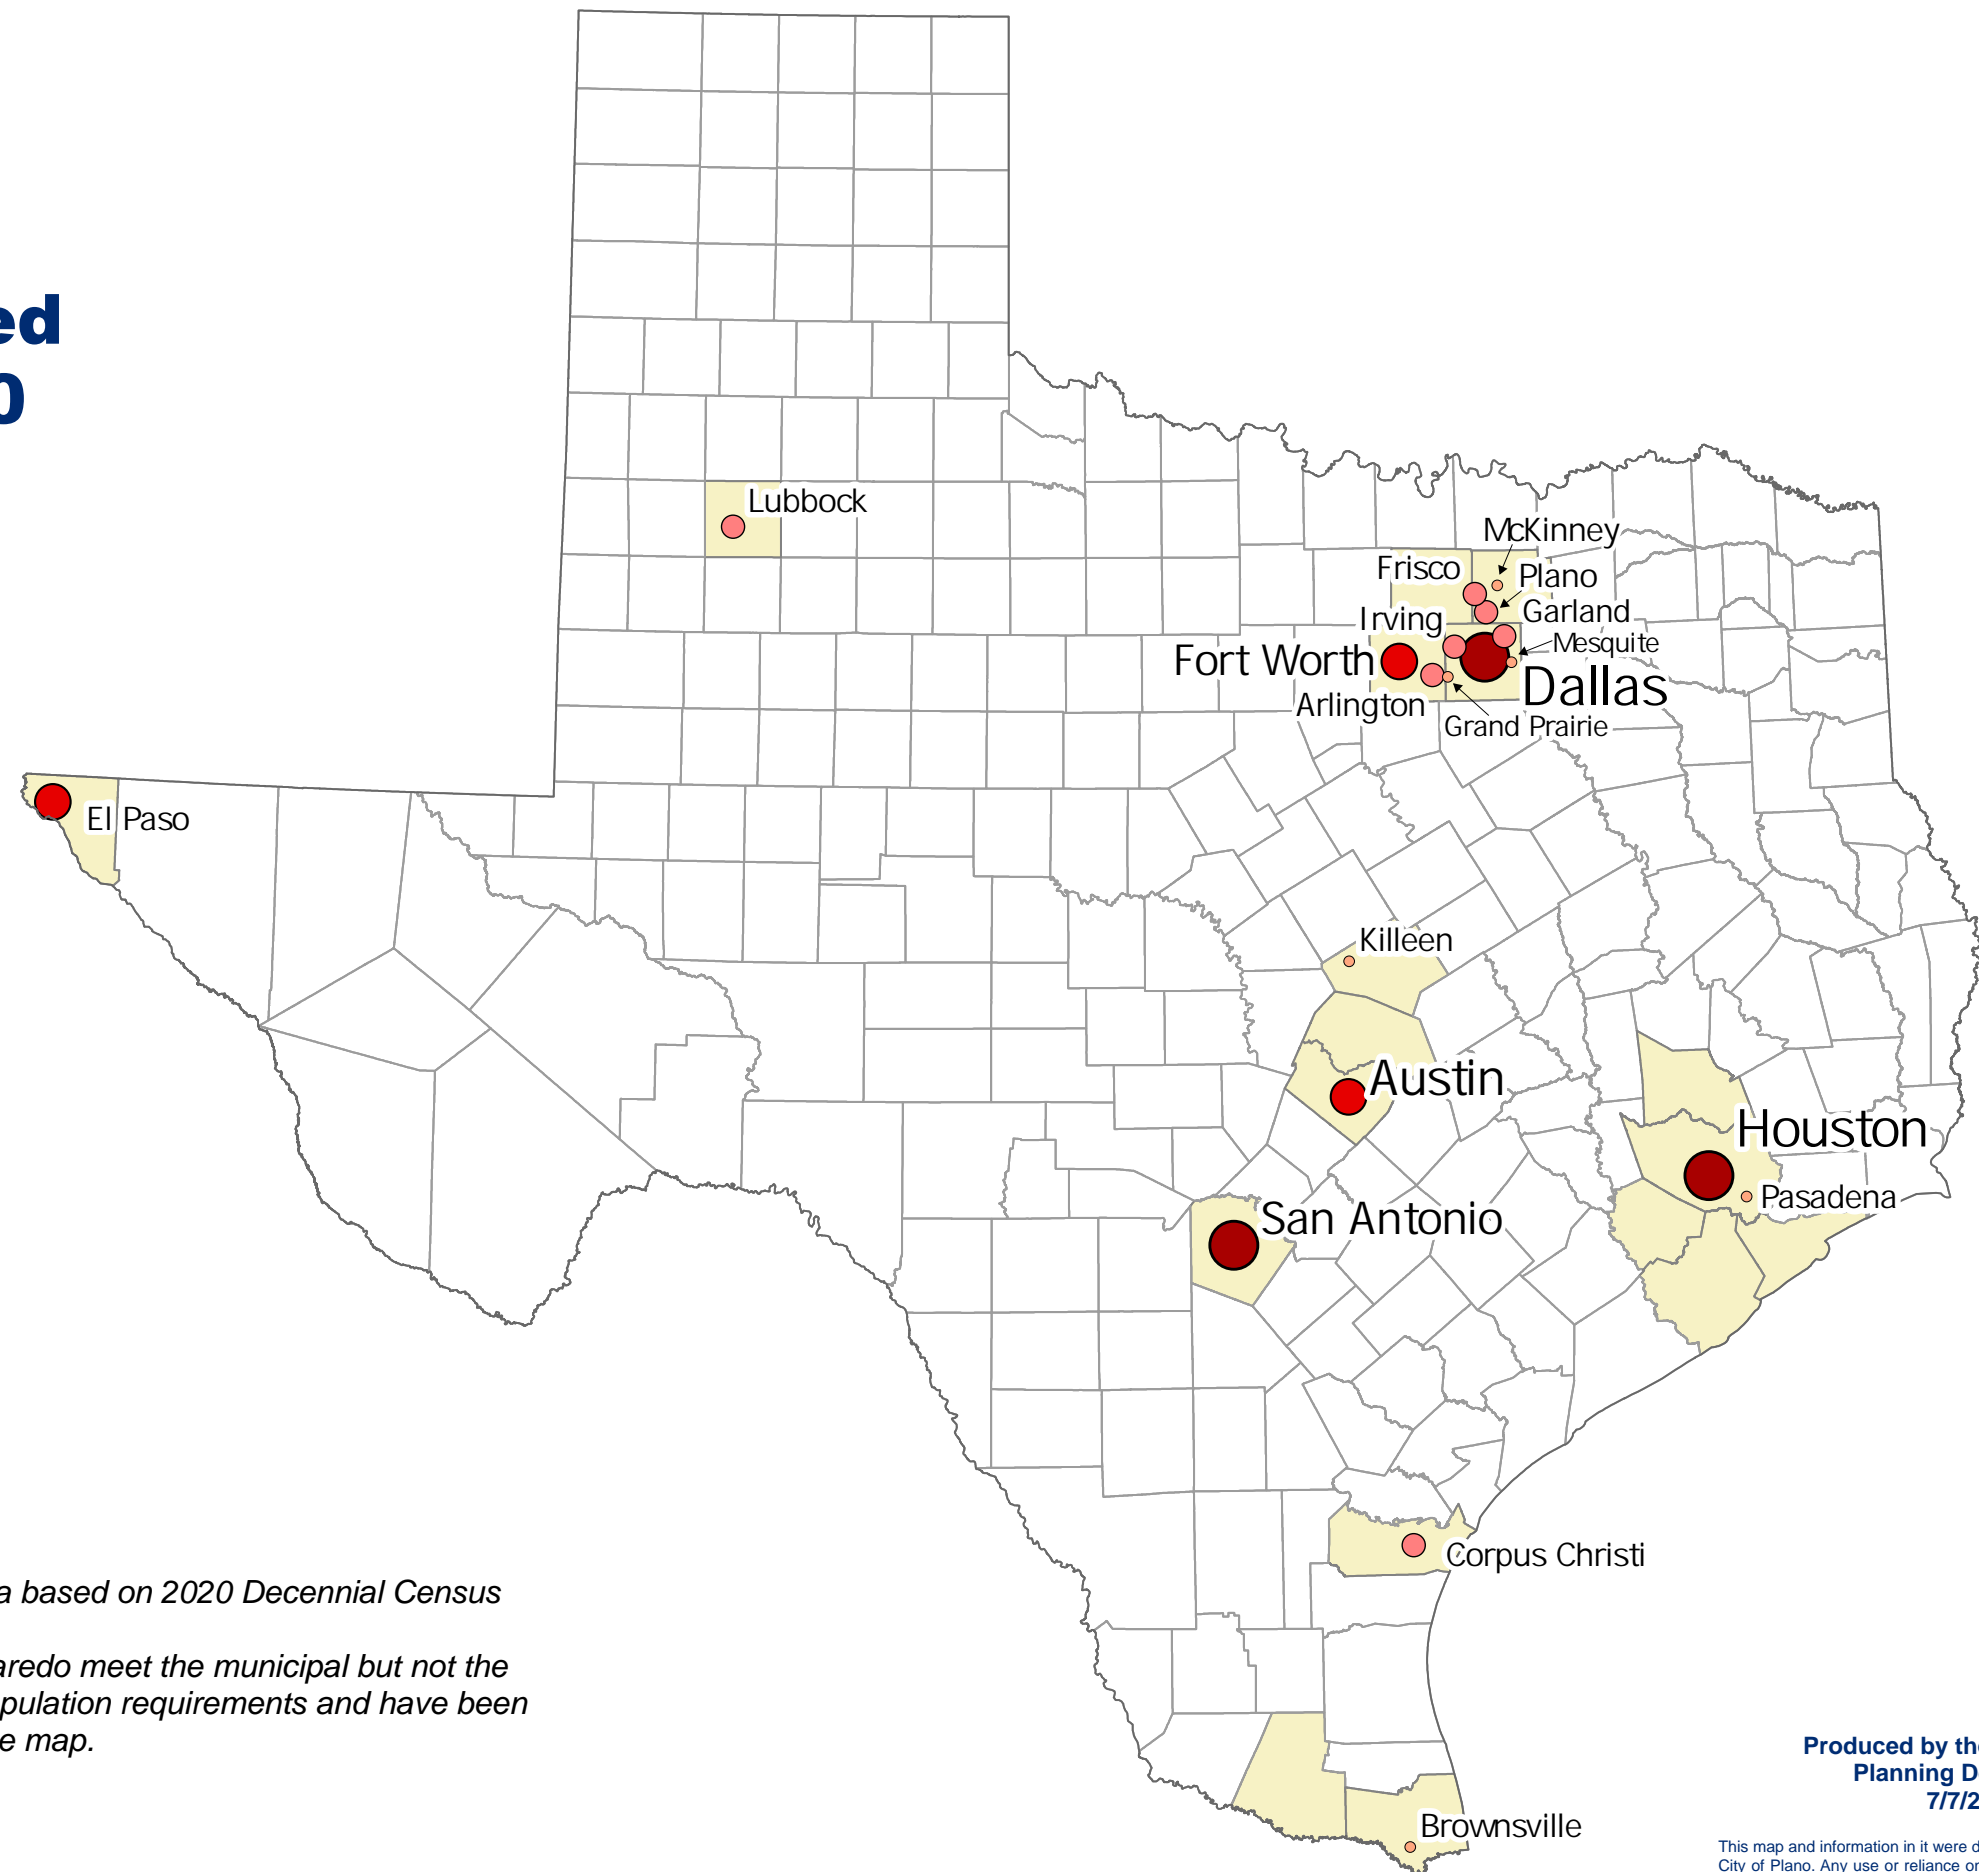 ed
0
Lubbock
McKinney
Frisco
Plano
Garland
Irving
Mesquite
Fort Worth
Dallas
Arlington
Grand Prairie
El Paso
Killeen
Austin
Houston
Pasadena
San Antonio
Corpus Christi
Brownsville
a based on 2020 Decennial Census
aredo meet the municipal but not the
pulation requirements and have been
e map.
Produced by the
Planning D
7/7/2
This map and information in it were d
City of Plano. Any use or reliance or